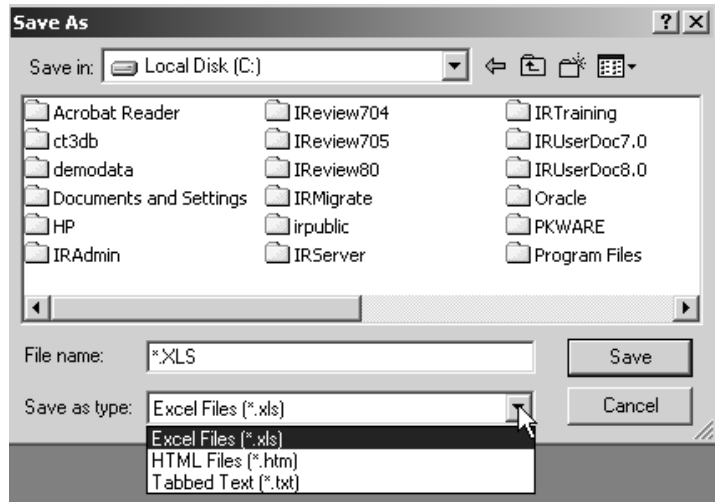 Save As
Save in: Local Disk (C:)
Acrobat Reader IReview704 IRTraining
ct3db IReview705 IRUserDoc7.0
demodata IReview80 IRUserDoc8.0
Documents and Settings IRMigrate Oracle
HP irpublic PKWARE
IRAdmin IRServer Program Files
File name: *.XLS Save
Save as type: Excel Files (*.xls) Cancel
Excel Files (*.xls)
HTML Files (*.htm)
Tabbed Text (*.txt)